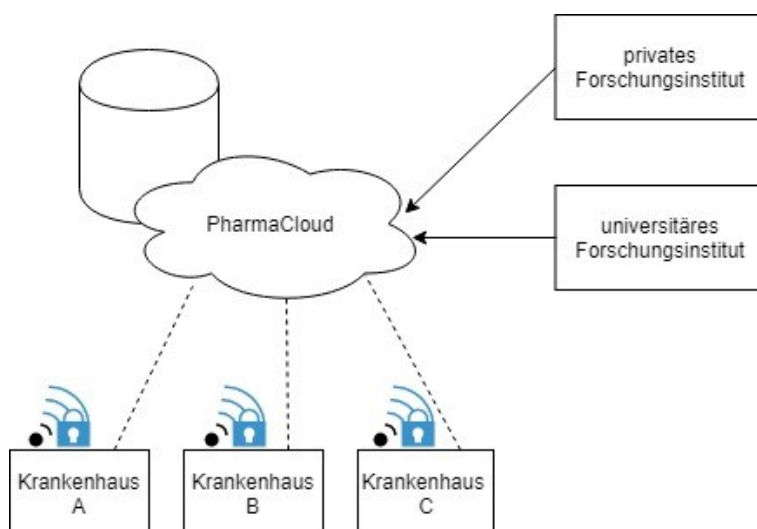 privates
Forschungsinstitut
PharmaCloud
universitäres
Forschungsinstitut
Krankenhaus
A
Krankenhaus
B
Krankenhaus
C